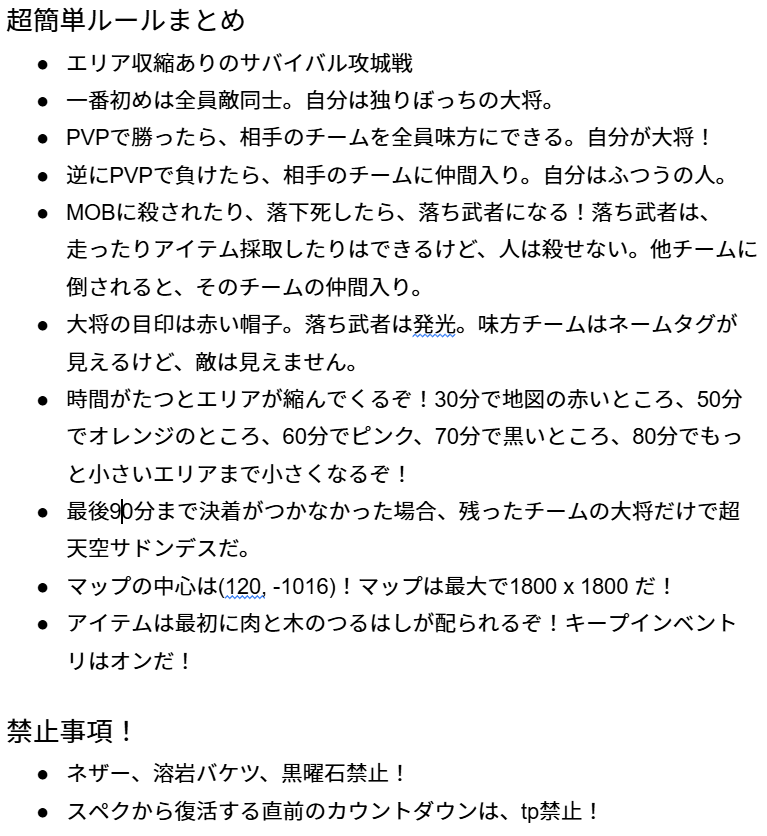 超簡単ルールまとめ
● エリア収縮ありのサバイバル攻城戦
● 一番初めは全員敵同士。自分は独りぼっちの大将。
● PVPで勝ったら、相手のチームを全員味方にできる。自分が大将！
● 逆にPVPで負けたら、相手のチームに仲間入り。自分はふつうの人。
● MOBに殺されたり、落下死したら、落ち武者になる！落ち武者は、
走ったりアイテム採取したりはできるけど、人は殺せない。他チームに
倒されると、そのチームの仲間入り。
● 大将の目印は赤い帽子。落ち武者は発光。味方チームはネームタグが
見えるけど、敵は見えません。
● 時間がたつとエリアが縮んでくるぞ！30分で地図の赤いところ、50分
でオレンジのところ、60分でピンク、70分で黒いところ、80分でもっ
と小さいエリアまで小さくなるぞ！
● 最後90分まで決着がつかなかった場合、残ったチームの大将だけで超
天空サドンデスだ。
● マップの中心は(120, -1016)！マップは最大で1800 x 1800 だ！
● アイテムは最初に肉と木のつるはしが配られるぞ！キープインベント
リはオンだ！
禁止事項！
● ネザー、溶岩バケツ、黒曜石禁止！
● スペクから復活する直前のカウントダウンは、tp禁止！